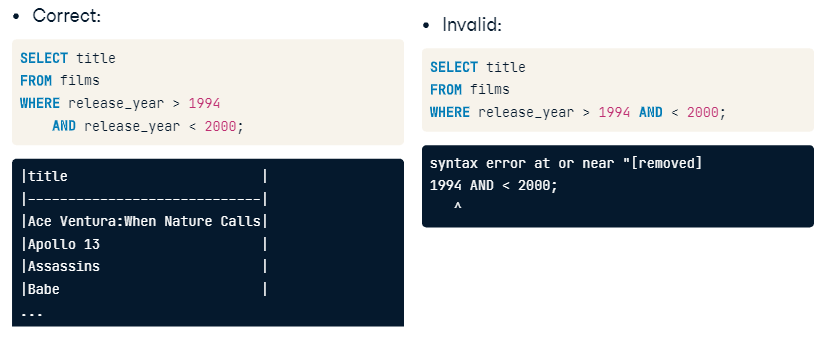 • Correct:
SELECT title
FROM films
WHERE release_year > 1994
    AND release_year < 2000;
|title                        |
|-----------------------------|
|Ace Ventura:When Nature Calls|
|Apollo 13                    |
|Assassins                    |
|Babe                         |
...
• Invalid:
SELECT title
FROM films
WHERE release_year > 1994 AND < 2000;
syntax error at or near "[removed]
1994 AND < 2000;
   ^